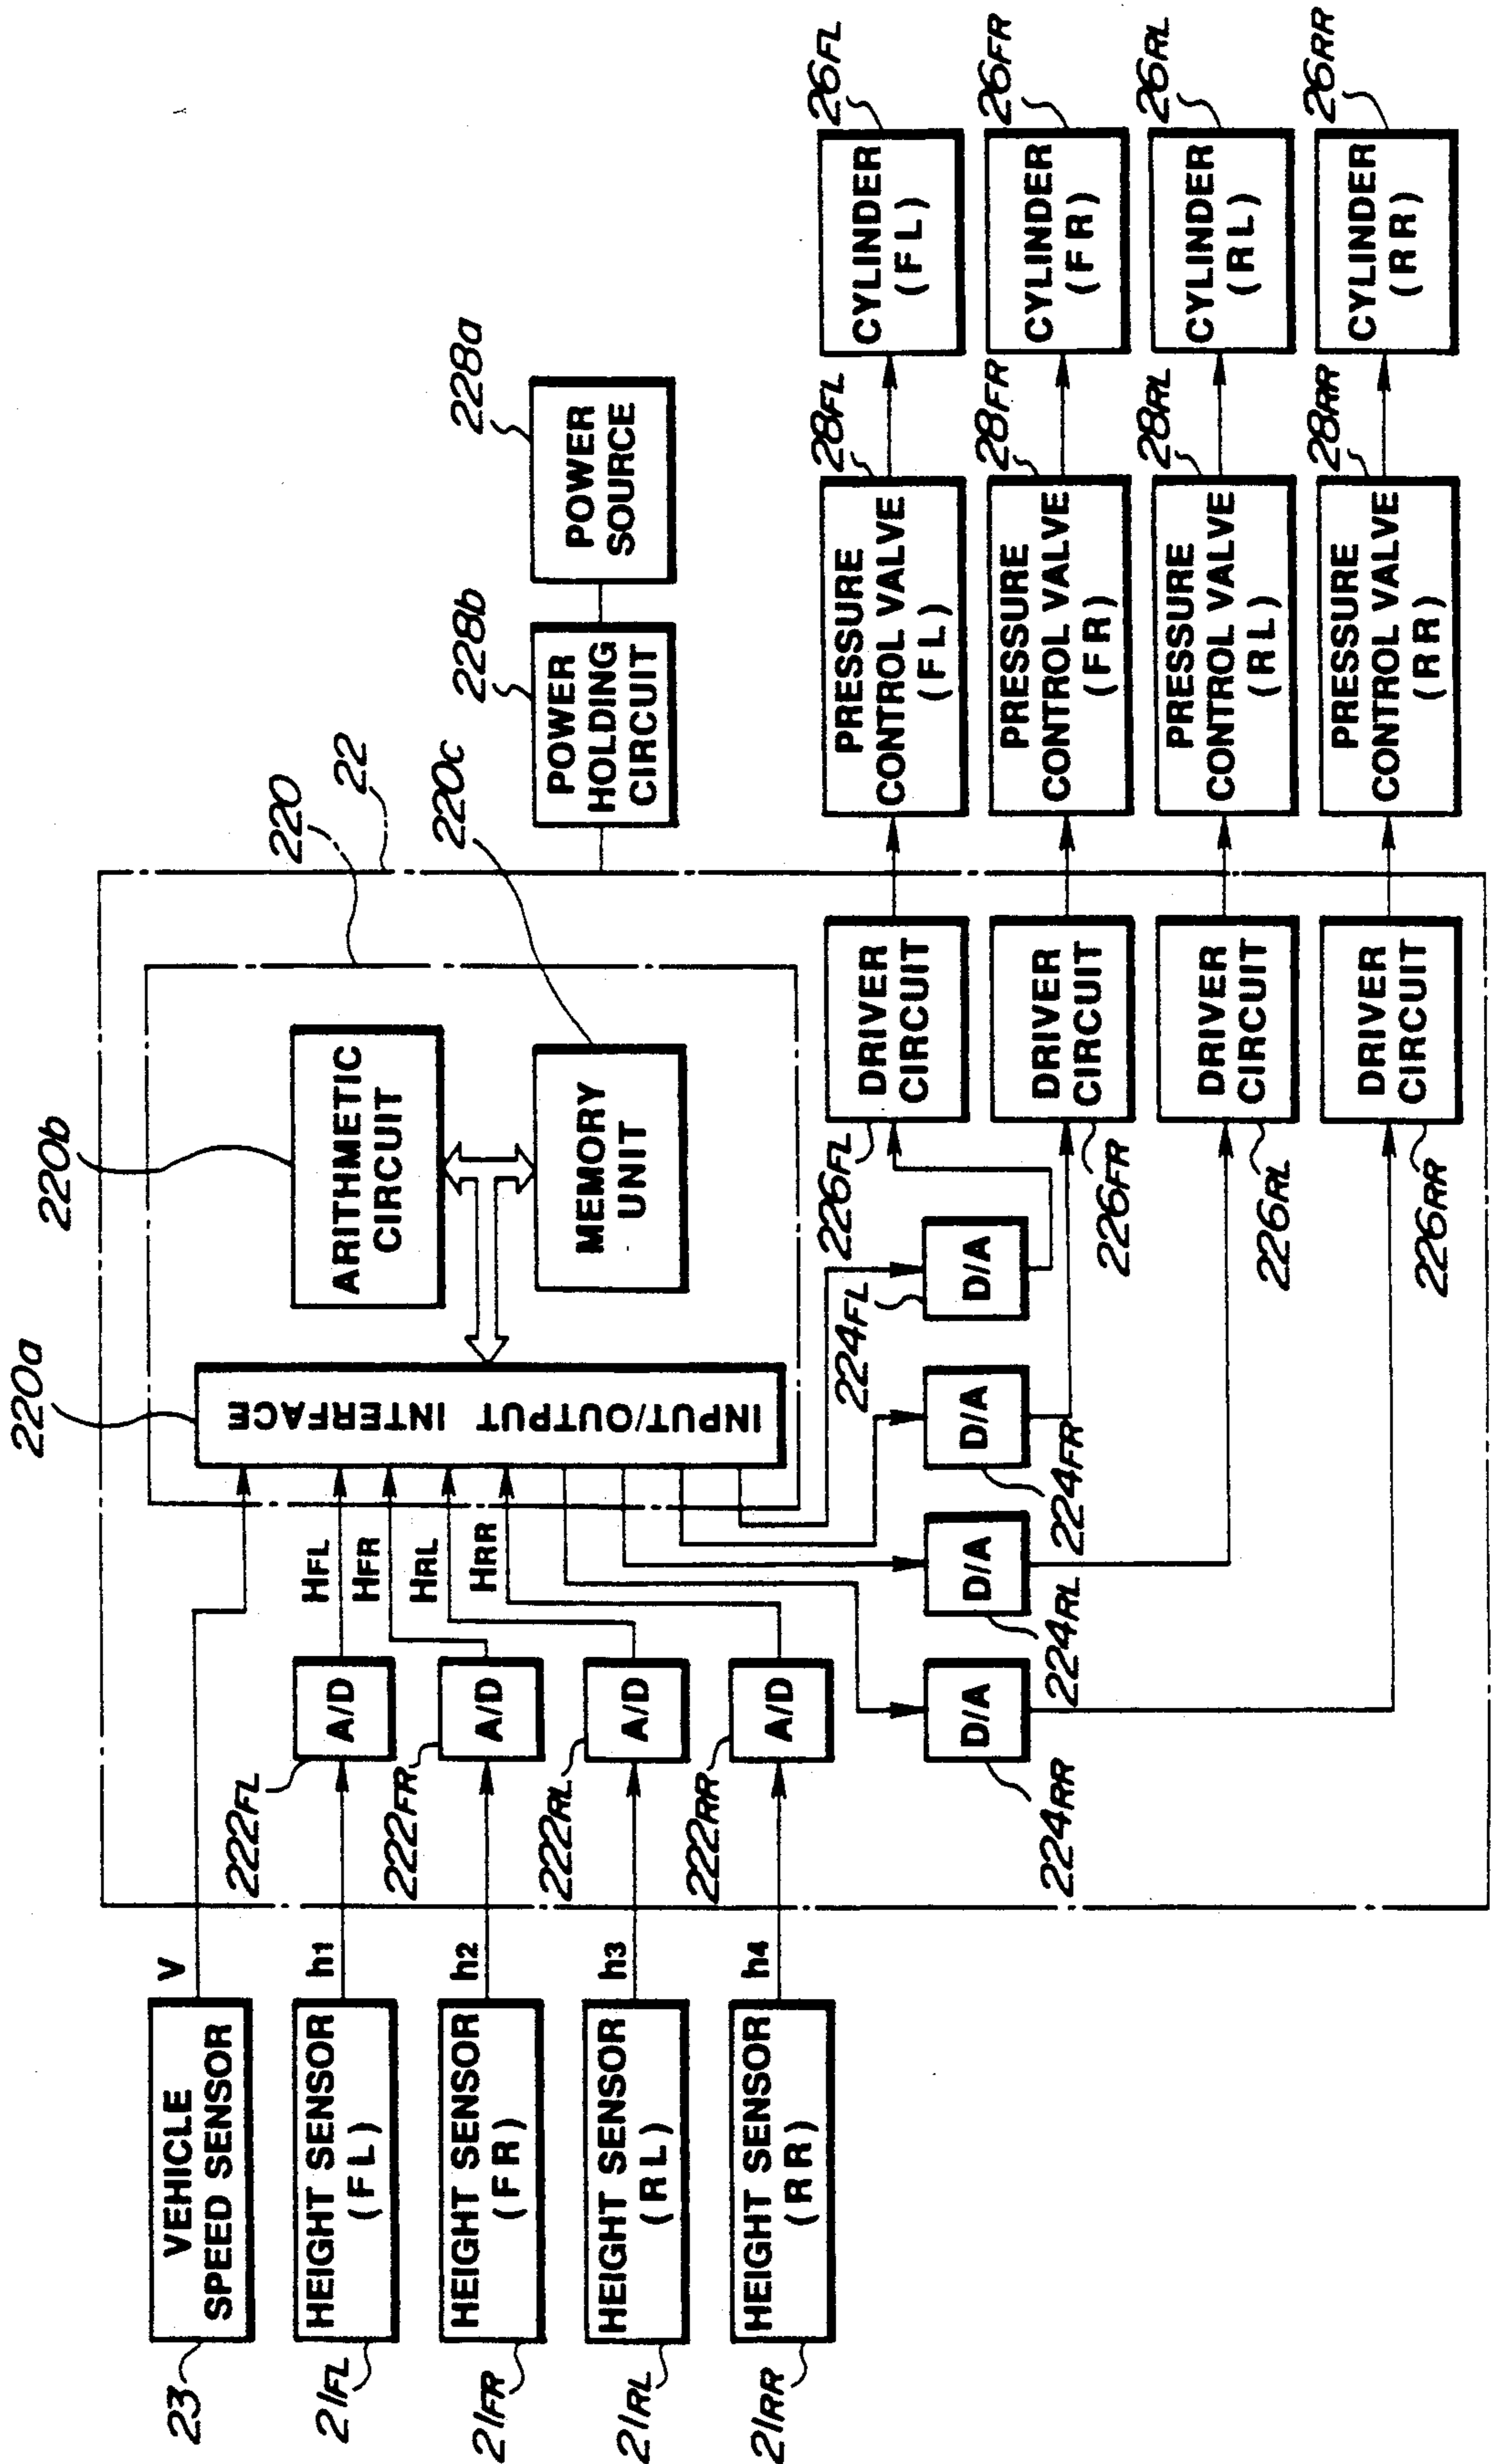 23
VEHICLE
SPEED SENSOR
V
21FL
HEIGHT SENSOR
(FL)
h1
21FR
HEIGHT SENSOR
(FR)
h2
21RL
HEIGHT SENSOR
(RL)
h3
21RR
HEIGHT SENSOR
(RR)
h4
222FL
A/D
HFL
222FR
A/D
HFR
222RL
A/D
HRL
222RR
A/D
HRR
220a
INPUT/OUTPUT INTERFACE
220b
ARITHMETIC
CIRCUIT
MEMORY
UNIT
220c
220
22
228b
POWER
HOLDING
CIRCUIT
228a
POWER
SOURCE
224FL
D/A
224FR
D/A
224RL
D/A
224RR
D/A
226FL
DRIVER
CIRCUIT
28FL
PRESSURE
CONTROL VALVE
(FL)
26FL
CYLINDER
(FL)
226FR
DRIVER
CIRCUIT
28FR
PRESSURE
CONTROL VALVE
(FR)
26FR
CYLINDER
(FR)
226RL
DRIVER
CIRCUIT
28RL
PRESSURE
CONTROL VALVE
(RL)
26RL
CYLINDER
(RL)
226RR
DRIVER
CIRCUIT
28RR
PRESSURE
CONTROL VALVE
(RR)
26RR
CYLINDER
(RR)